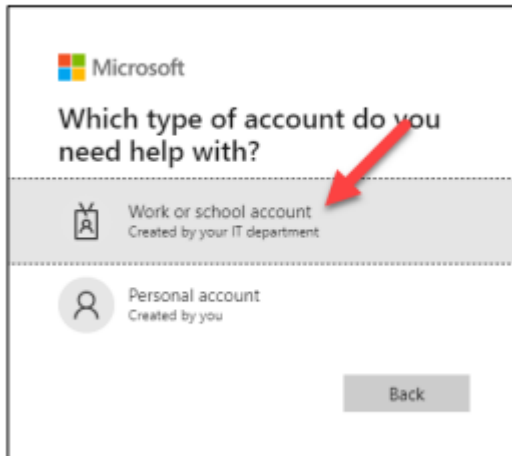 Microsoft
Which type of account do you
need help with?
Work or school account
Created by your IT department
Personal account
Created by you
Back